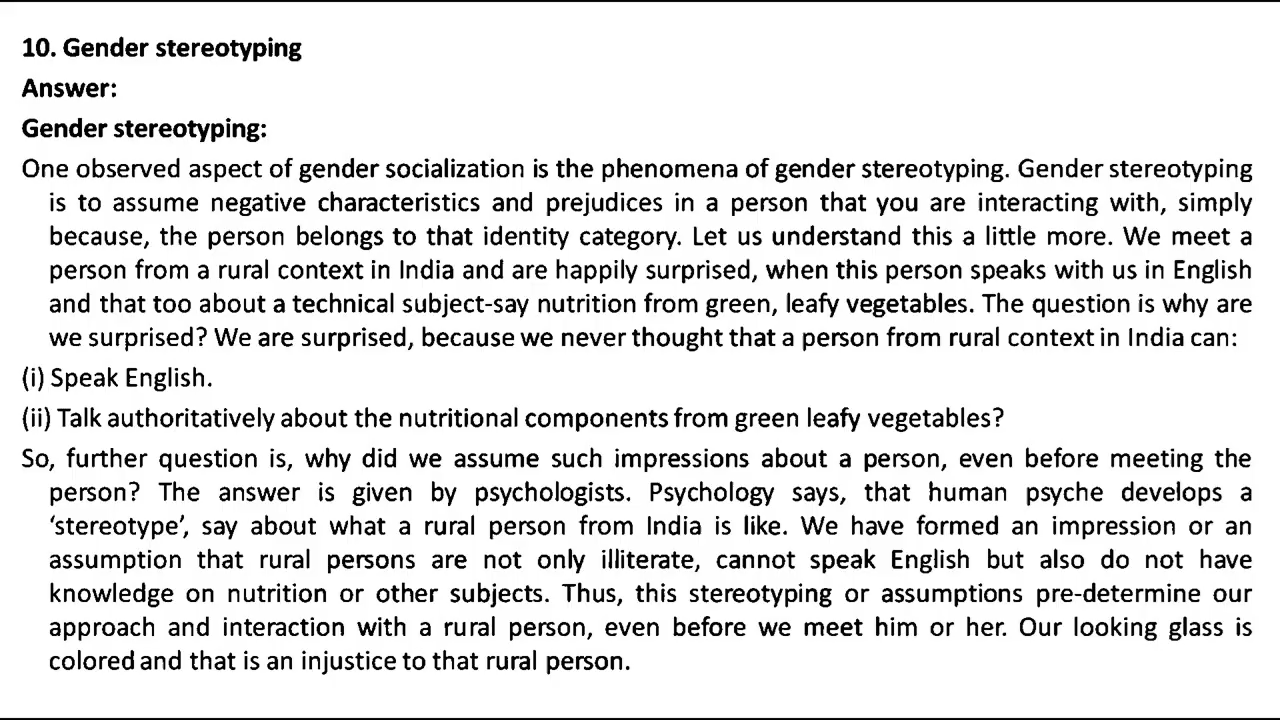 10. Gender stereotyping
Answer:
Gender stereotyping:
One observed aspect of gender socialization is the phenomena of gender stereotyping. Gender stereotyping
is to assume negative characteristics and prejudices in a person that you are interacting with, simply
because, the person belongs to that identity category. Let us understand this a little more. We meet a
person from a rural context in India and are happily surprised, when this person speaks with us in English
and that too about a technical subject-say nutrition from green, leafy vegetables. The question is why are
we surprised? We are surprised, because we never thought that a person from rural context in India can:
(i) Speak English.
(ii) Talk authoritatively about the nutritional components from green leafy vegetables?
So, further question is, why did we assume such impressions about a person, even before meeting the
person? The answer is given by psychologists. Psychology says, that human psyche develops a
‘stereotype’, say about what a rural person from India is like. We have formed an impression or an
assumption that rural persons are not only illiterate, cannot speak English but also do not have
knowledge on nutrition or other subjects. Thus, this stereotyping or assumptions pre-determine our
approach and interaction with a rural person, even before we meet him or her. Our looking glass is
colored and that is an injustice to that rural person.